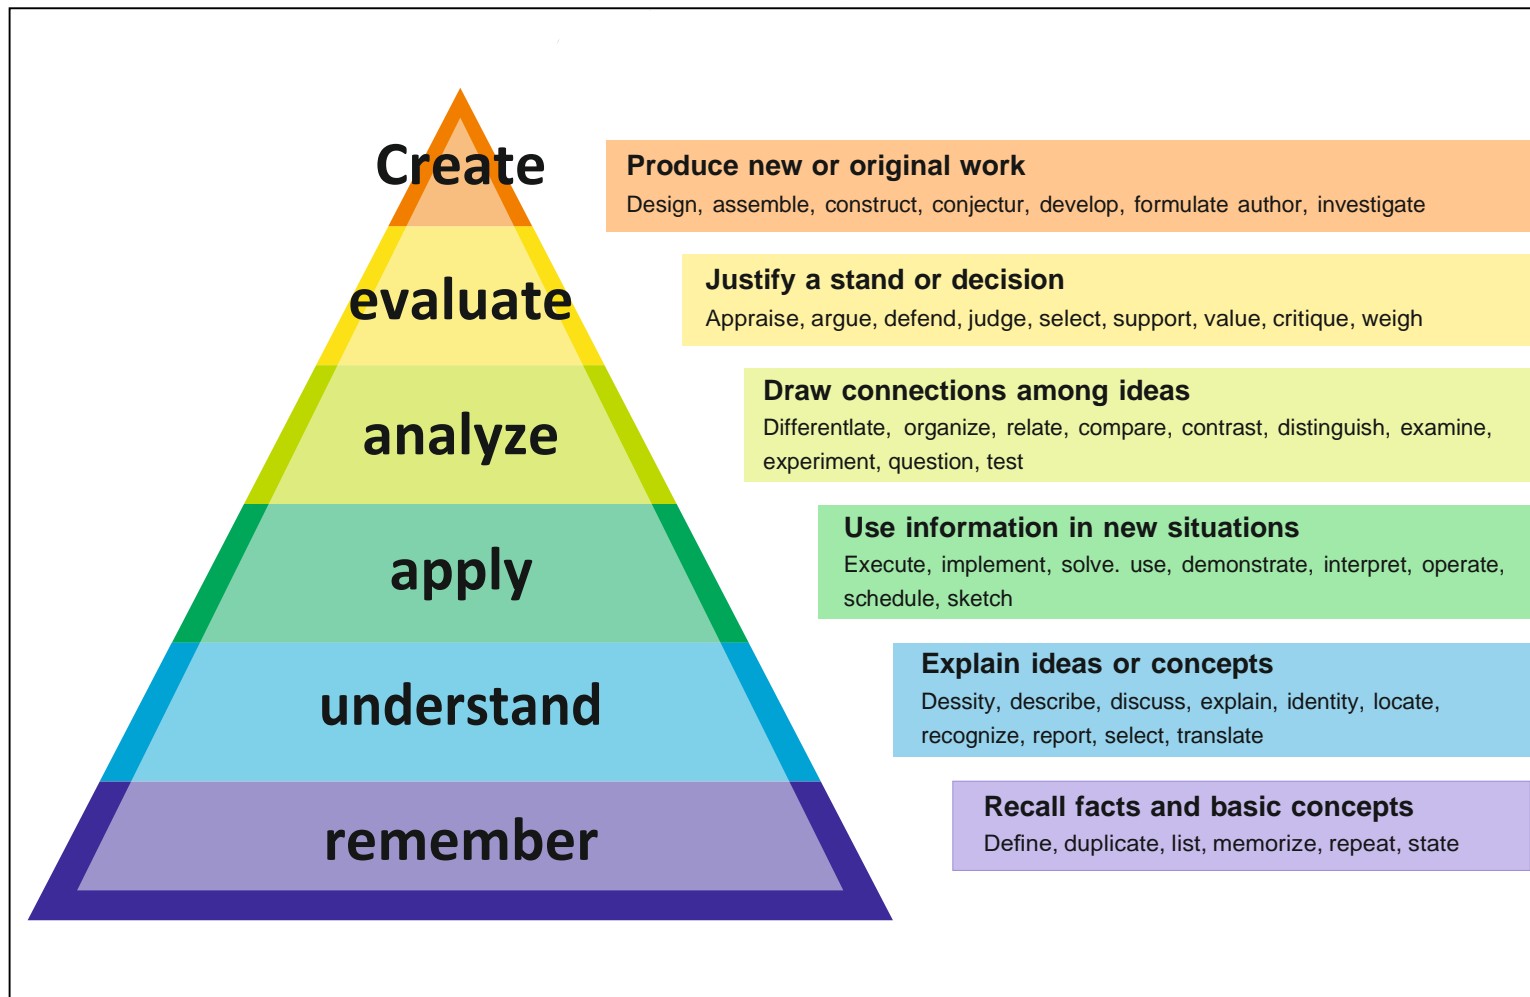 Create
Produce new or original work
Design, assemble, construct, conjectur, develop, formulate author, investigate
evaluate
Justify a stand or decision
Appraise, argue, defend, judge, select, support, value, critique, weigh
analyze
Draw connections among ideas
Differentlate, organize, relate, compare, contrast, distinguish, examine,
experiment, question, test
apply
Use information in new situations
Execute, implement, solve. use, demonstrate, interpret, operate,
schedule, sketch
understand
Explain ideas or concepts
Dessity, describe, discuss, explain, identity, locate,
recognize, report, select, translate
remember
Recall facts and basic concepts
Define, duplicate, list, memorize, repeat, state